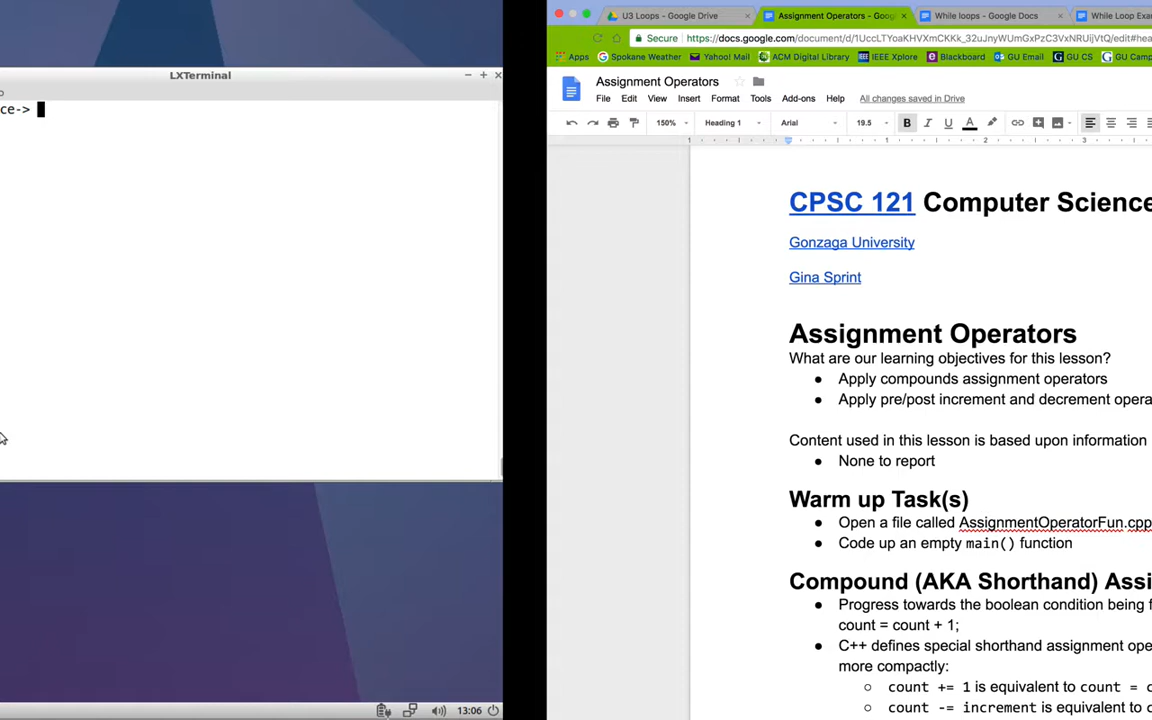 LXTerminal
ce->
13:06
U3 Loops - Google Drive
Assignment Operators - Goo
While loops - Google Docs
While Loop Exa
Secure
https://docs.google.com/document/d/1UccLTYoaKHVXmCKKk_32uJnyWUmGxPzC3VxNRUijVtQ/edit#hea
Apps Spokane Weather Yahoo! Mail ACM Digital Library IEEE Xplore Blackboard GU Email GU CS GU Camp
Assignment Operators
File Edit View Insert Format Tools Add-ons Help All changes saved in Drive
150% Heading 1 Arial 19.5 B I U A
1 1 2 3
CPSC 121 Computer Science
Gonzaga University
Gina Sprint
Assignment Operators
What are our learning objectives for this lesson?
● Apply compounds assignment operators
● Apply pre/post increment and decrement opera
Content used in this lesson is based upon information
● None to report
Warm up Task(s)
● Open a file called AssignmentOperatorFun.cpp
● Code up an empty main() function
Compound (AKA Shorthand) Assi
● Progress towards the boolean condition being f
count = count + 1;
● C++ defines special shorthand assignment ope
more compactly:
○ count += 1 is equivalent to count = c
○ count -= increment is equivalent to c